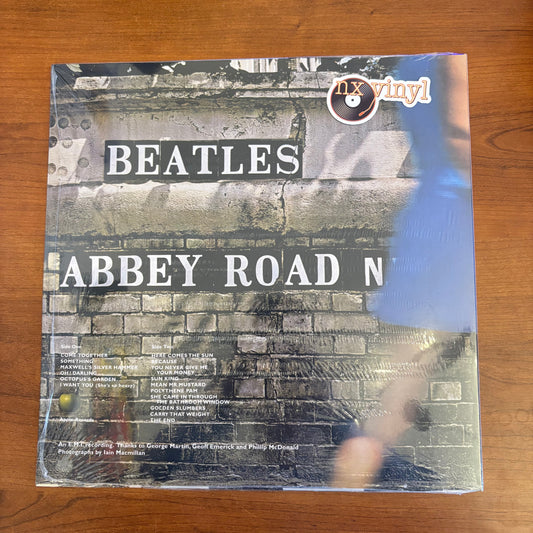 nx vinyl
BEATLES
ABBEY ROAD N
Side One
COME TOGETHER
SOMETHING
MAXWELL'S SILVER HAMMER
OH! DARLING
OCTOPUS'S GARDEN
I WANT YOU (She's so heavy)
Side Two
HERE COMES THE SUN
BECAUSE
YOU NEVER GIVE ME
YOUR MONEY
SUN KING
MEAN MR MUSTARD
POLYTHENE PAM
SHE CAME IN THROUGH
THE BATHROOM WINDOW
GOLDEN SLUMBERS
CARRY THAT WEIGHT
THE END
Apple Records
An E.M.I. recording. Thanks to George Martin, Geoff Emerick and Phillip McDonald
Photographs by Iain Macmillan